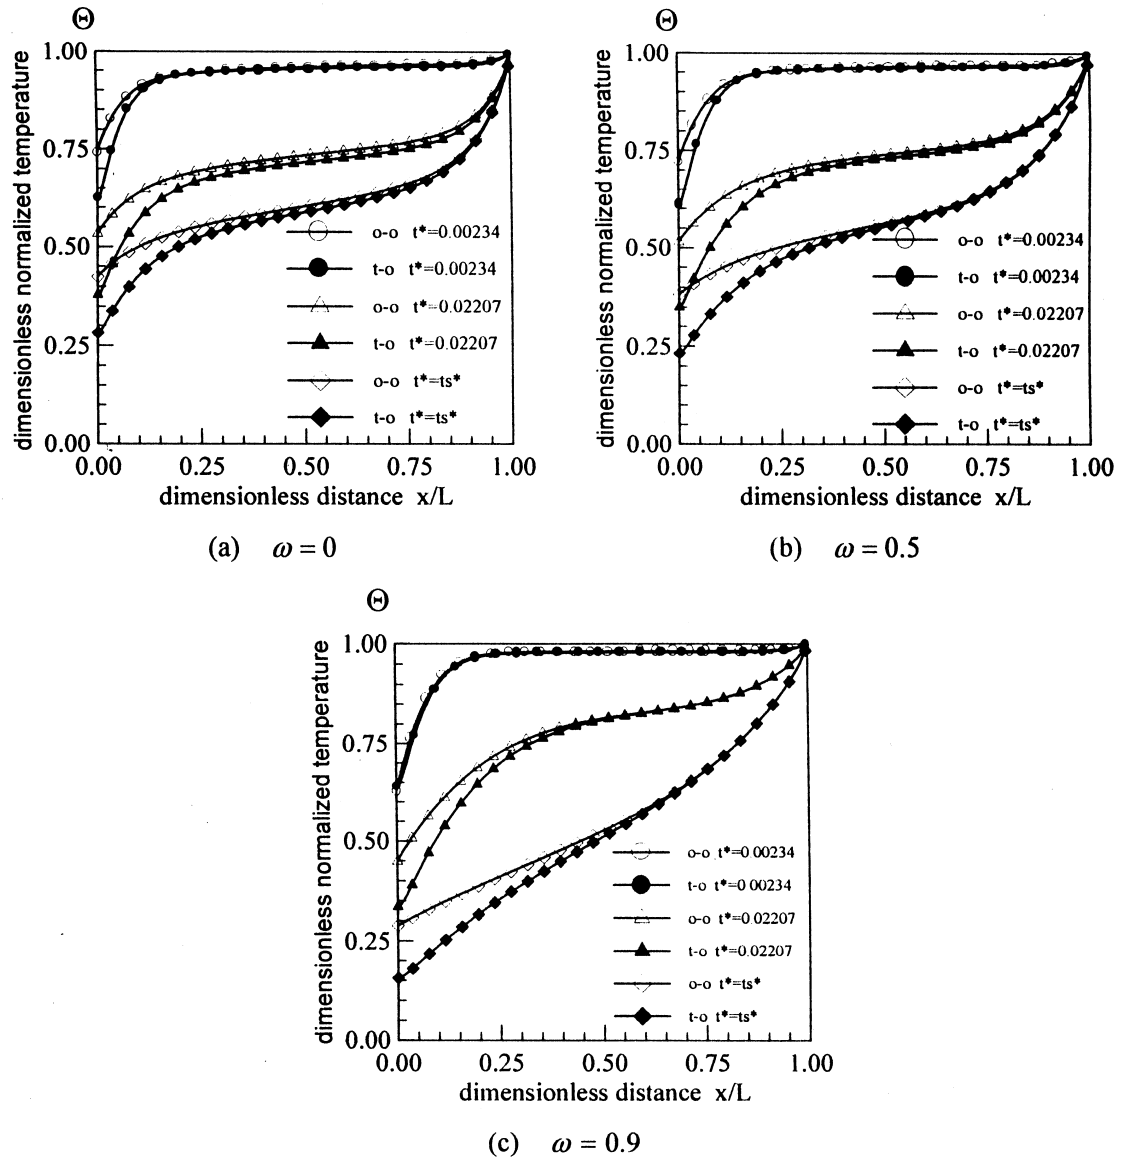 Θ
dimensionless normalized temperature
1.00
0.75
0.50
0.25
0.00
o-o t*=0.00234
t-o t*=0.00234
o-o t*=0.02207
t-o t*=0.02207
o-o t*=ts*
t-o t*=ts*
0.00 0.25 0.50 0.75 1.00
dimensionless distance x/L
(a) ω = 0
Θ
dimensionless normalized temperature
1.00
0.75
0.50
0.25
0.00
o-o t*=0.00234
t-o t*=0.00234
o-o t*=0.02207
t-o t*=0.02207
o-o t*=ts*
t-o t*=ts*
0.00 0.25 0.50 0.75 1.00
dimensionless distance x/L
(b) ω = 0.5
Θ
dimensionless normalized temperature
1.00
0.75
0.50
0.25
0.00
o-o t*=0.00234
t-o t*=0.00234
o-o t*=0.02207
t-o t*=0.02207
o-o t*=ts*
t-o t*=ts*
0.00 0.25 0.50 0.75 1.00
dimensionless distance x/L
(c) ω = 0.9